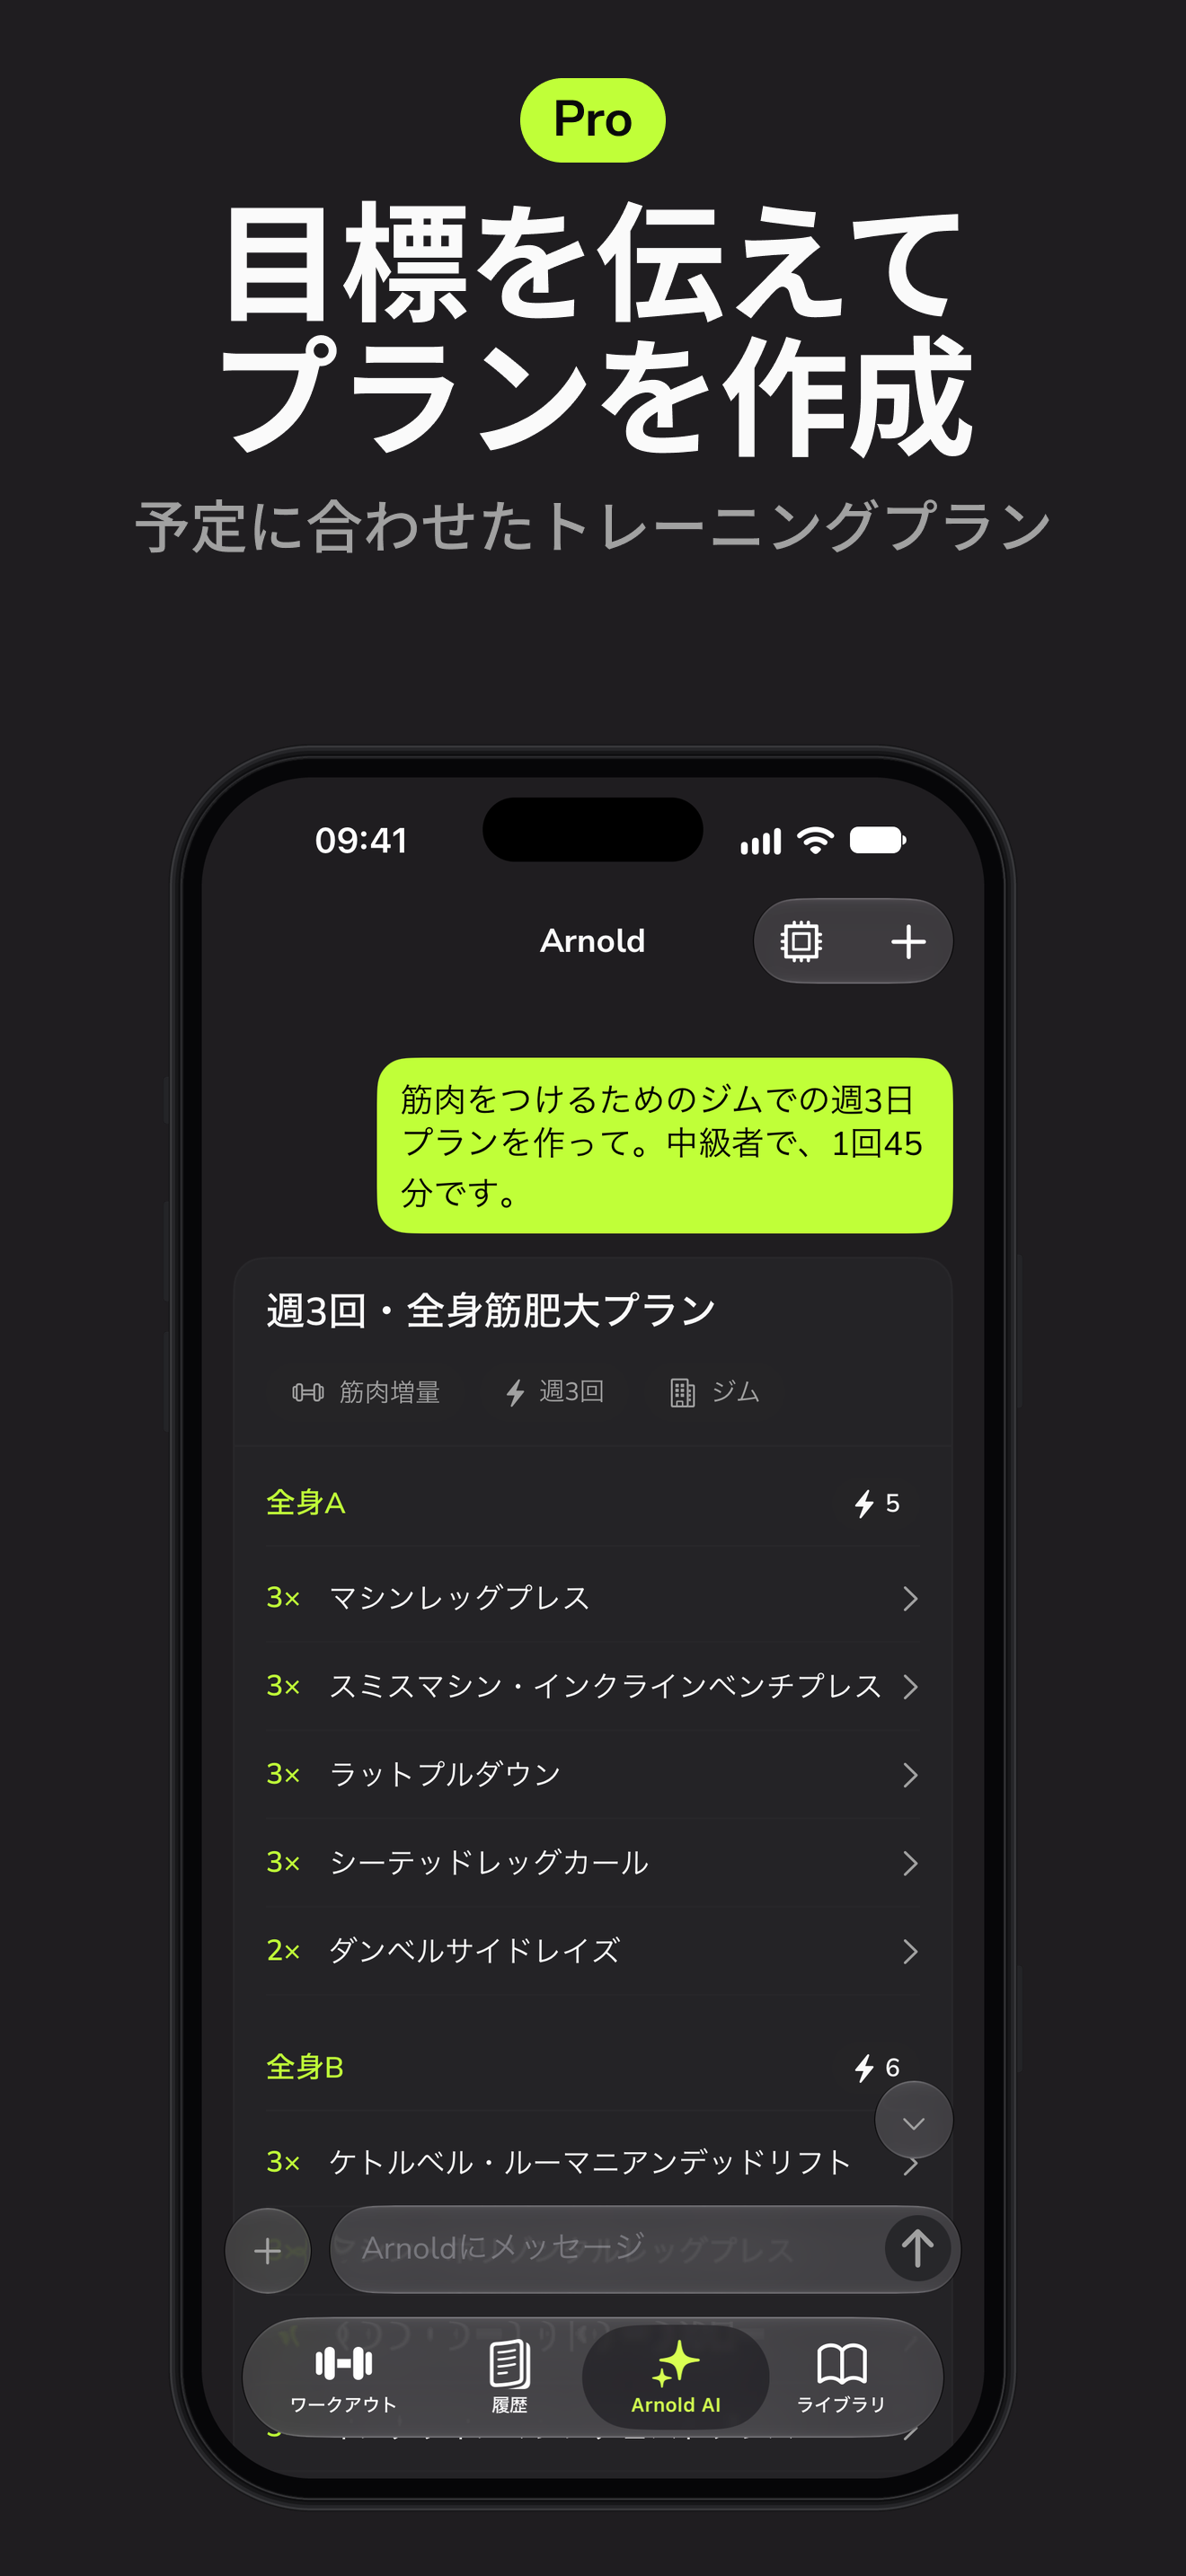 Pro
目標を伝えて
プランを作成
予定に合わせたトレーニングプラン
09:41
Arnold
筋肉をつけるためのジムでの週3日
プランを作って。中級者で、1回45
分です。
週3回・全身筋肥大プラン
筋肉増量 週3回 ジム
全身A 5
3× マシンレッグプレス
3× スミスマシン・インクラインベンチプレス
3× ラットプルダウン
3× シーテッドレッグカール
2× ダンベルサイドレイズ
全身B 6
3× ケトルベル・ルーマニアンデッドリフト
Arnoldにメッセージ
ワークアウト 履歴 Arnold AI ライブラリ